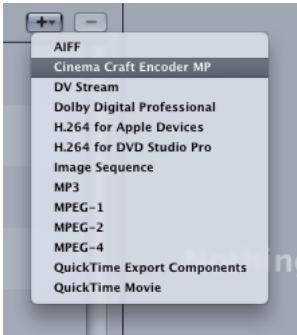 AIFF
Cinema Craft Encoder MP
DV Stream
Dolby Digital Professional
H.264 for Apple Devices
H.264 for DVD Studio Pro
Image Sequence
MP3
MPEG-1
MPEG-2
MPEG-4
QuickTime Export Components
QuickTime Movie